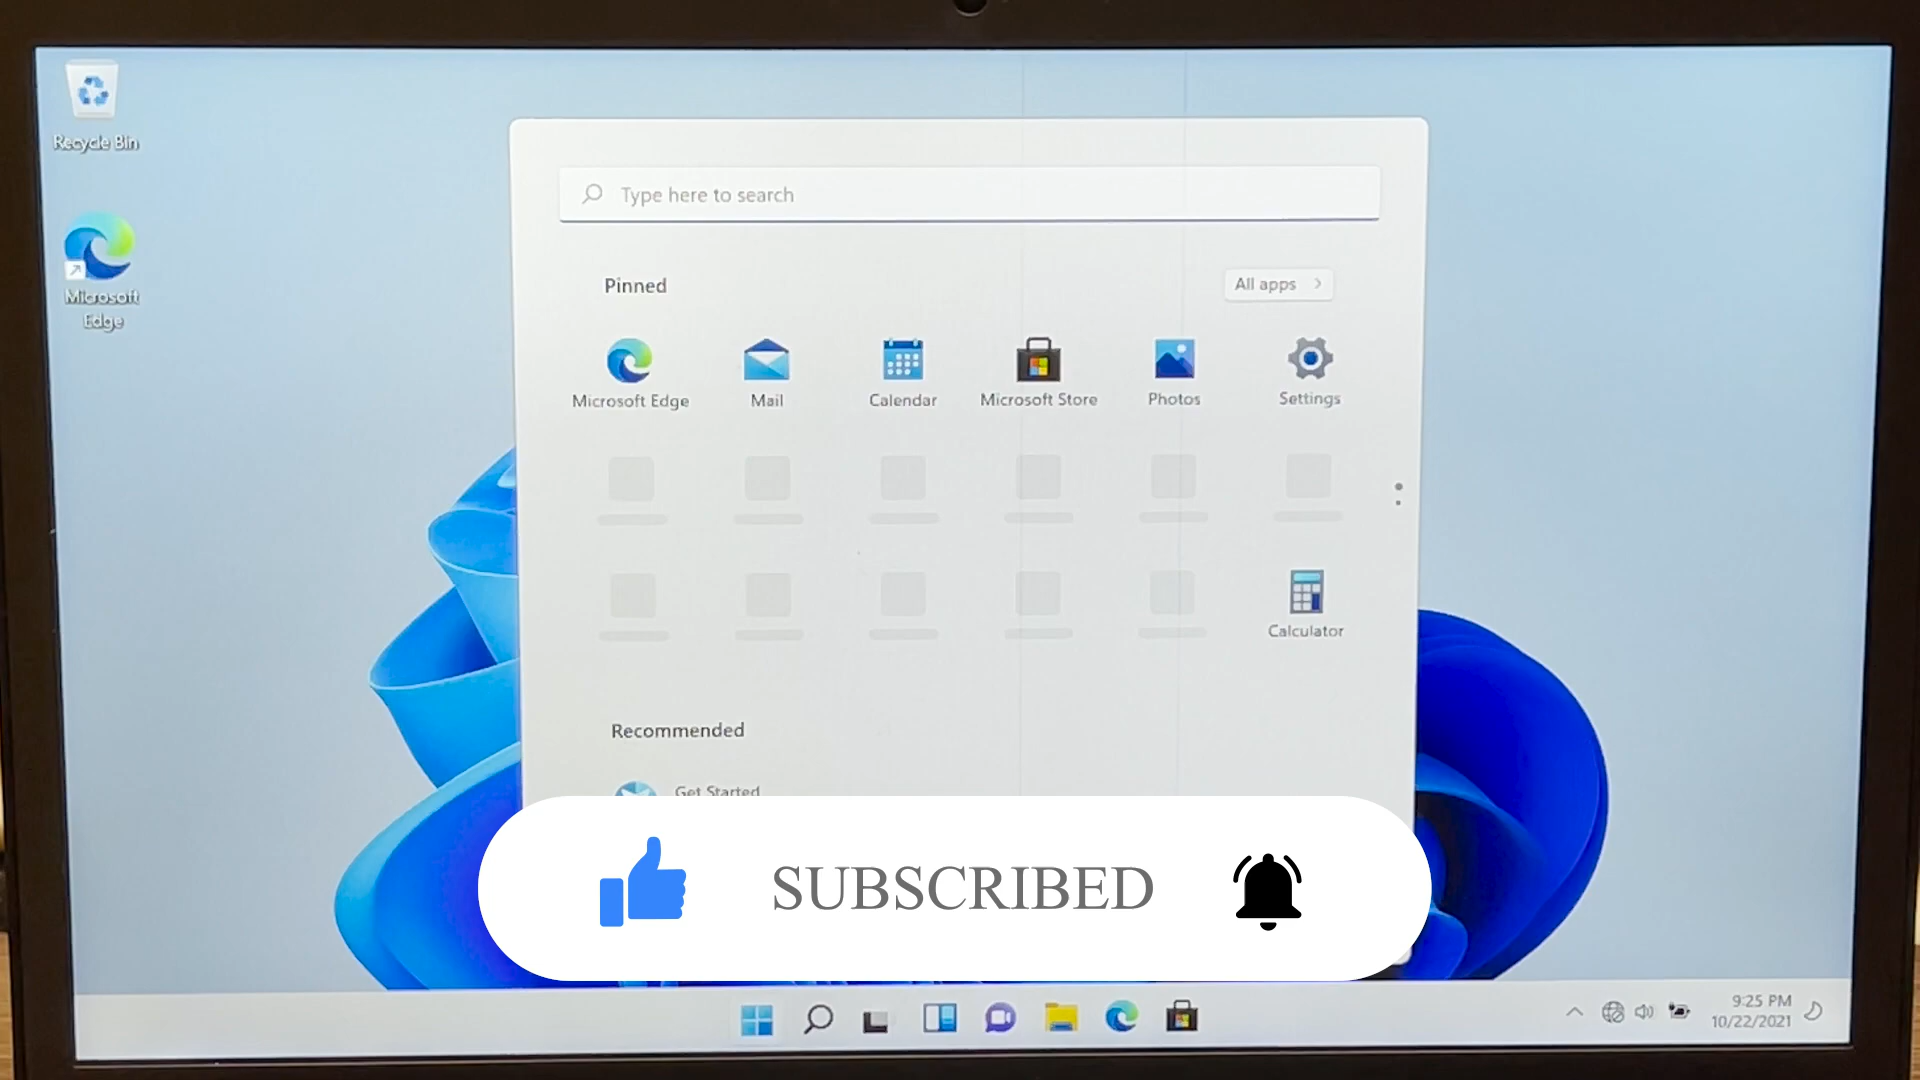 Recycle Bin
Microsoft
Edge
Type here to search
Pinned
All apps
Microsoft Edge
Mail
Calendar
Microsoft Store
Photos
Settings
Calculator
Recommended
Get Started
SUBSCRIBED
9:25 PM
10/22/2021